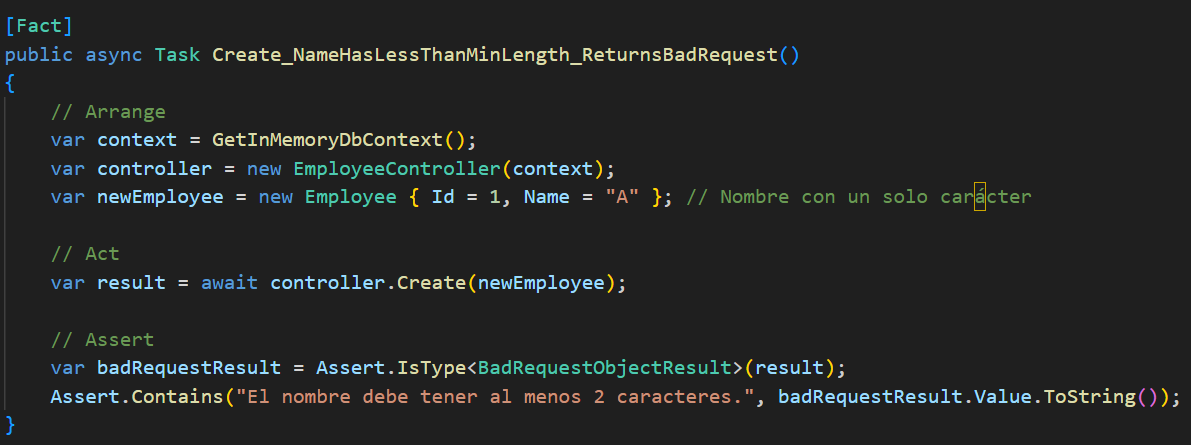 [Fact]
public async Task Create_NameHasLessThanMinLength_ReturnsBadRequest()
{
    // Arrange
    var context = GetInMemoryDbContext();
    var controller = new EmployeeController(context);
    var newEmployee = new Employee { Id = 1, Name = "A" }; // Nombre con un solo carácter

    // Act
    var result = await controller.Create(newEmployee);

    // Assert
    var badRequestResult = Assert.IsType<BadRequestObjectResult>(result);
    Assert.Contains("El nombre debe tener al menos 2 caracteres.", badRequestResult.Value.ToString());
}